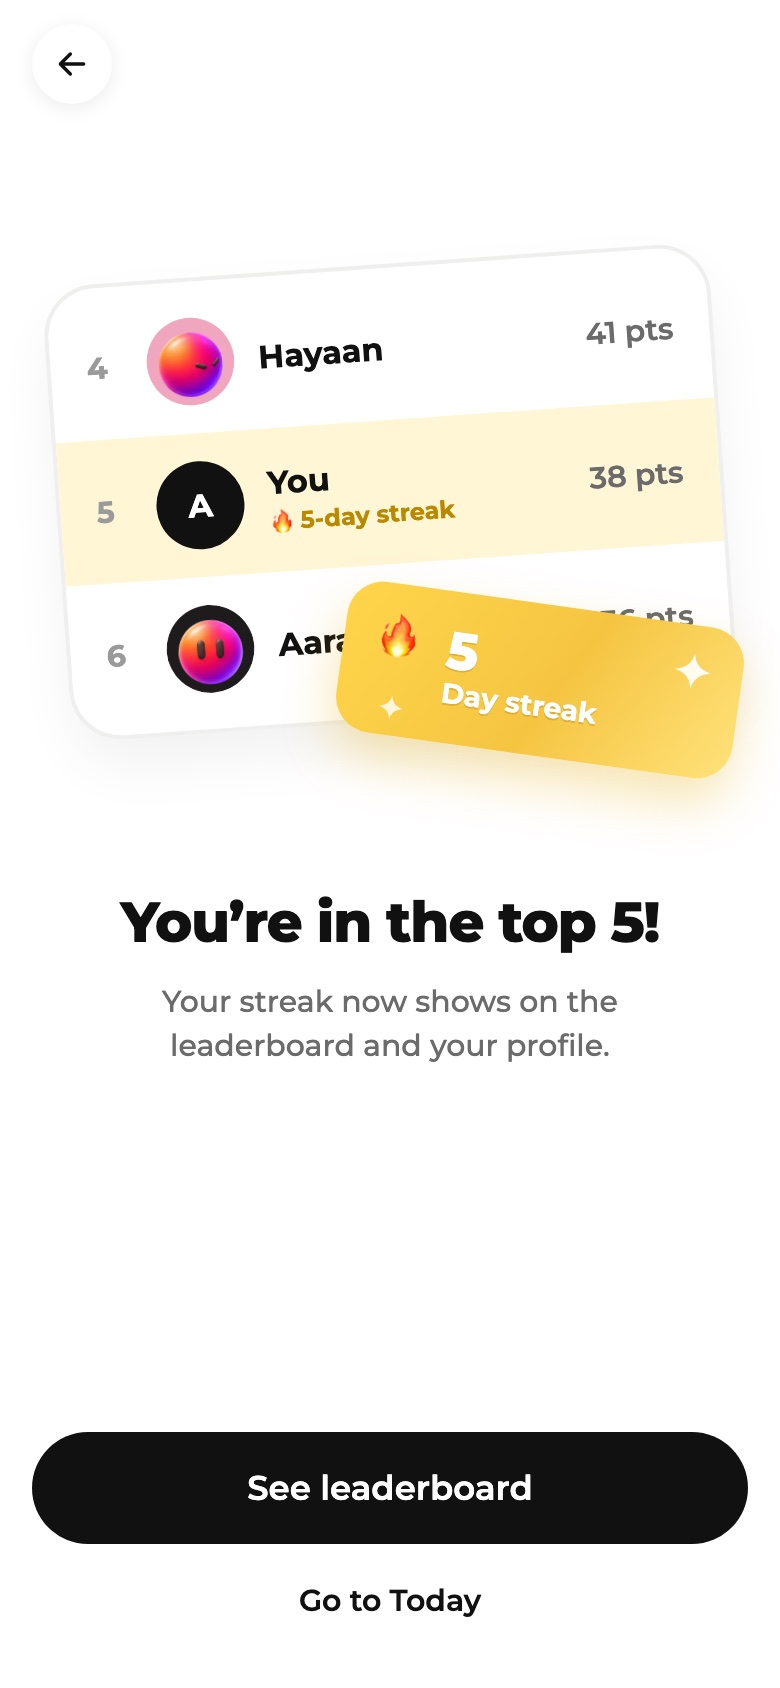 4
Hayaan
41 pts
5
A
You
38 pts
🔥 5-day streak
6
pts
🔥 5
Day streak
You’re in the top 5!
Your streak now shows on the
leaderboard and your profile.
See leaderboard
Go to Today